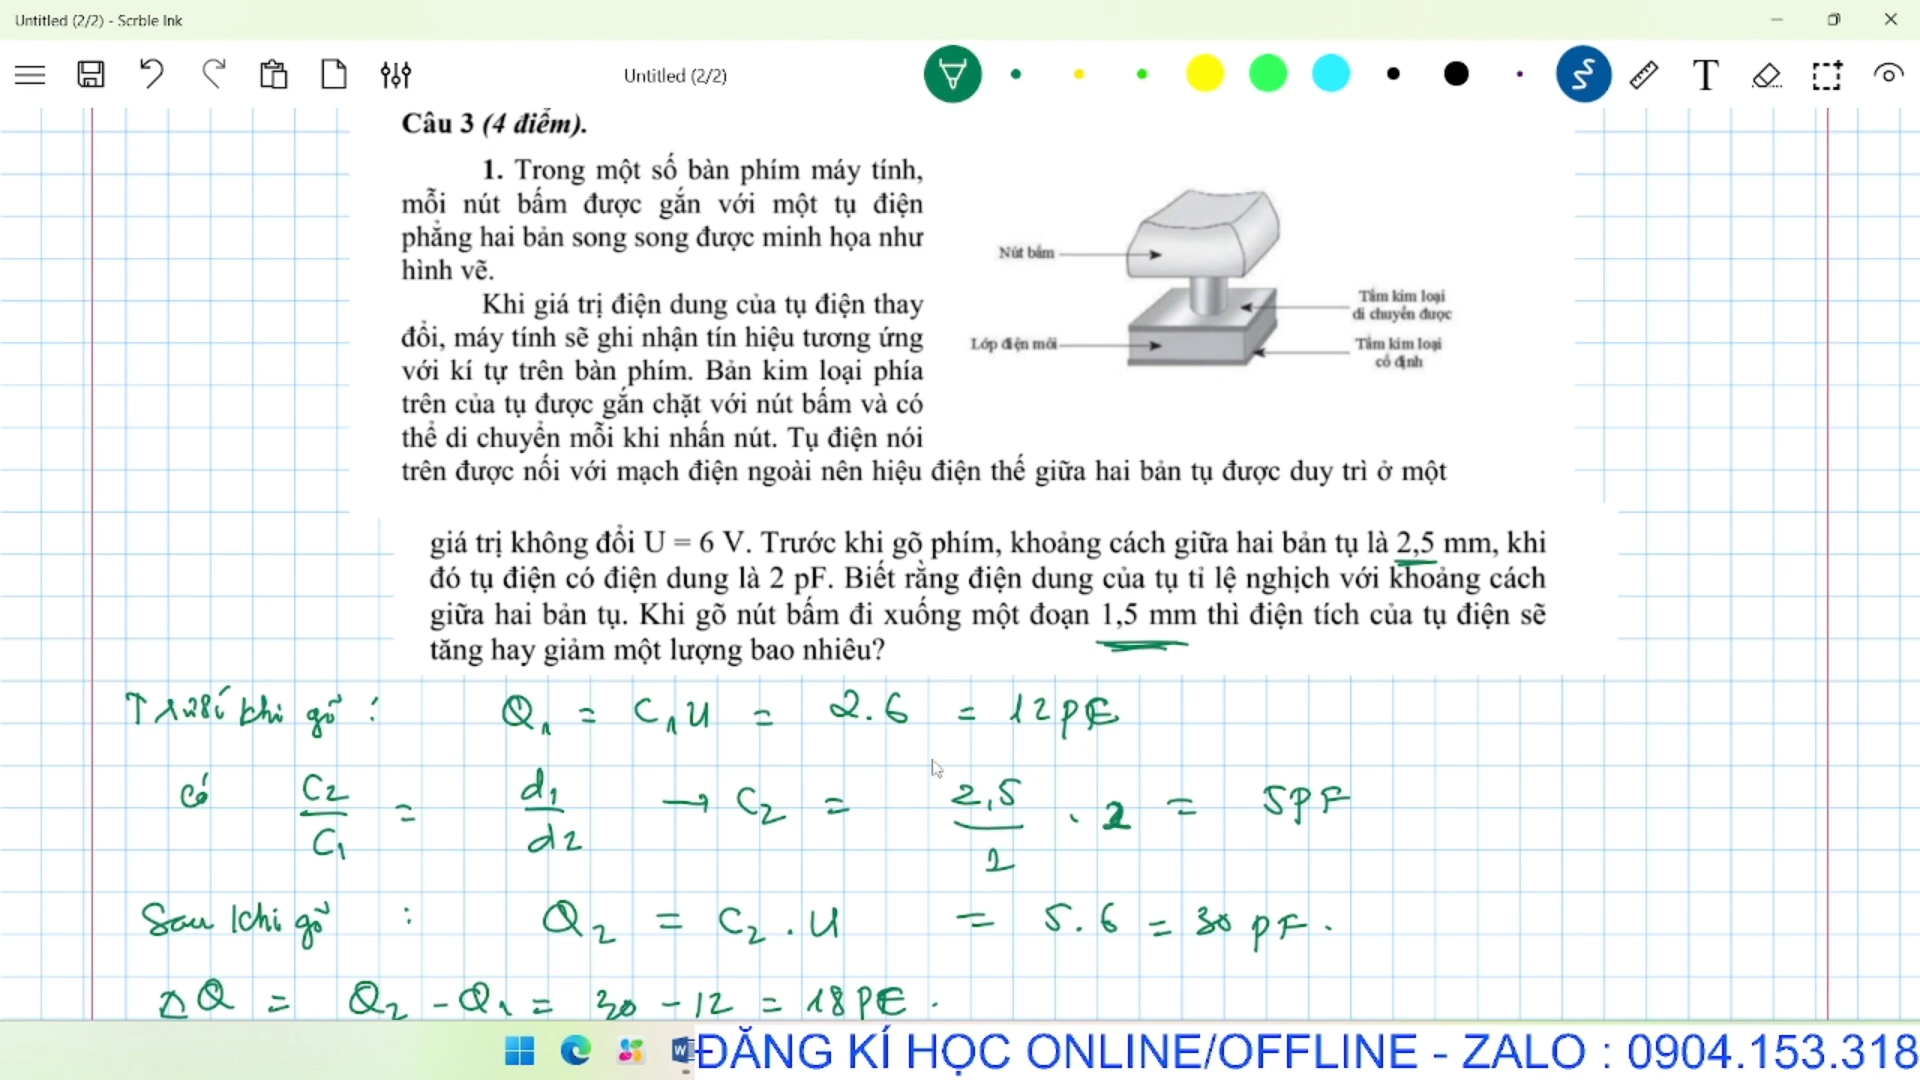 Untitled (2/2) - Scrble Ink
Untitled (2/2)
T
Câu 3 (4 điểm).
1. Trong một số bàn phím máy tính,
mỗi nút bấm được gắn với một tụ điện
phẳng hai bản song song được minh họa như
hình vẽ.
Khi giá trị điện dung của tụ điện thay
đổi, máy tính sẽ ghi nhận tín hiệu tương ứng
với kí tự trên bàn phím. Bản kim loại phía
trên của tụ được gắn chặt với nút bấm và có
thể di chuyển mỗi khi nhấn nút. Tụ điện nói
trên được nối với mạch điện ngoài nên hiệu điện thế giữa hai bản tụ được duy trì ở một
Nút bấm
Tấm kim loại
di chuyển được
Lớp điện môi
Tấm kim loại
cố định
giá trị không đổi U = 6 V. Trước khi gõ phím, khoảng cách giữa hai bản tụ là 2,5 mm, khi
đó tụ điện có điện dung là 2 pF. Biết rằng điện dung của tụ tỉ lệ nghịch với khoảng cách
giữa hai bản tụ. Khi gõ nút bấm đi xuống một đoạn 1,5 mm thì điện tích của tụ điện sẽ
tăng hay giảm một lượng bao nhiêu?
khi gõ : Q₁ = C₁U = 2.6 = 12
có C₂/C₁ = d₁/d₂ → C₂ = 2,5/1 . 2 = 5pF
Sau khi gõ : Q₂ = C₂ . U = 5.6 = 30 pF.
ΔQ = Q₂ - Q₁ = 30 - 12 = 18
ĐĂNG KÍ HỌC ONLINE/OFFLINE - ZALO : 0904.153.318